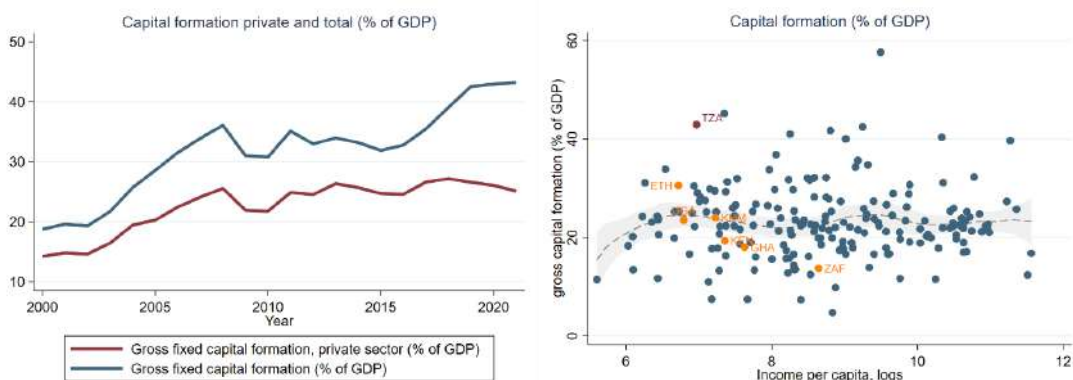 Capital formation private and total (% of GDP)
50
40
30
20
10
2000
2005
2010
2015
2020
Year
Gross fixed capital formation, private sector (% of GDP)
Gross fixed capital formation (% of GDP)
Capital formation (% of GDP)
gross capital formation (% of GDP)
60
40
20
0
TZA
ETH
GHA
ZAF
6
8
10
12
Income per capita, logs